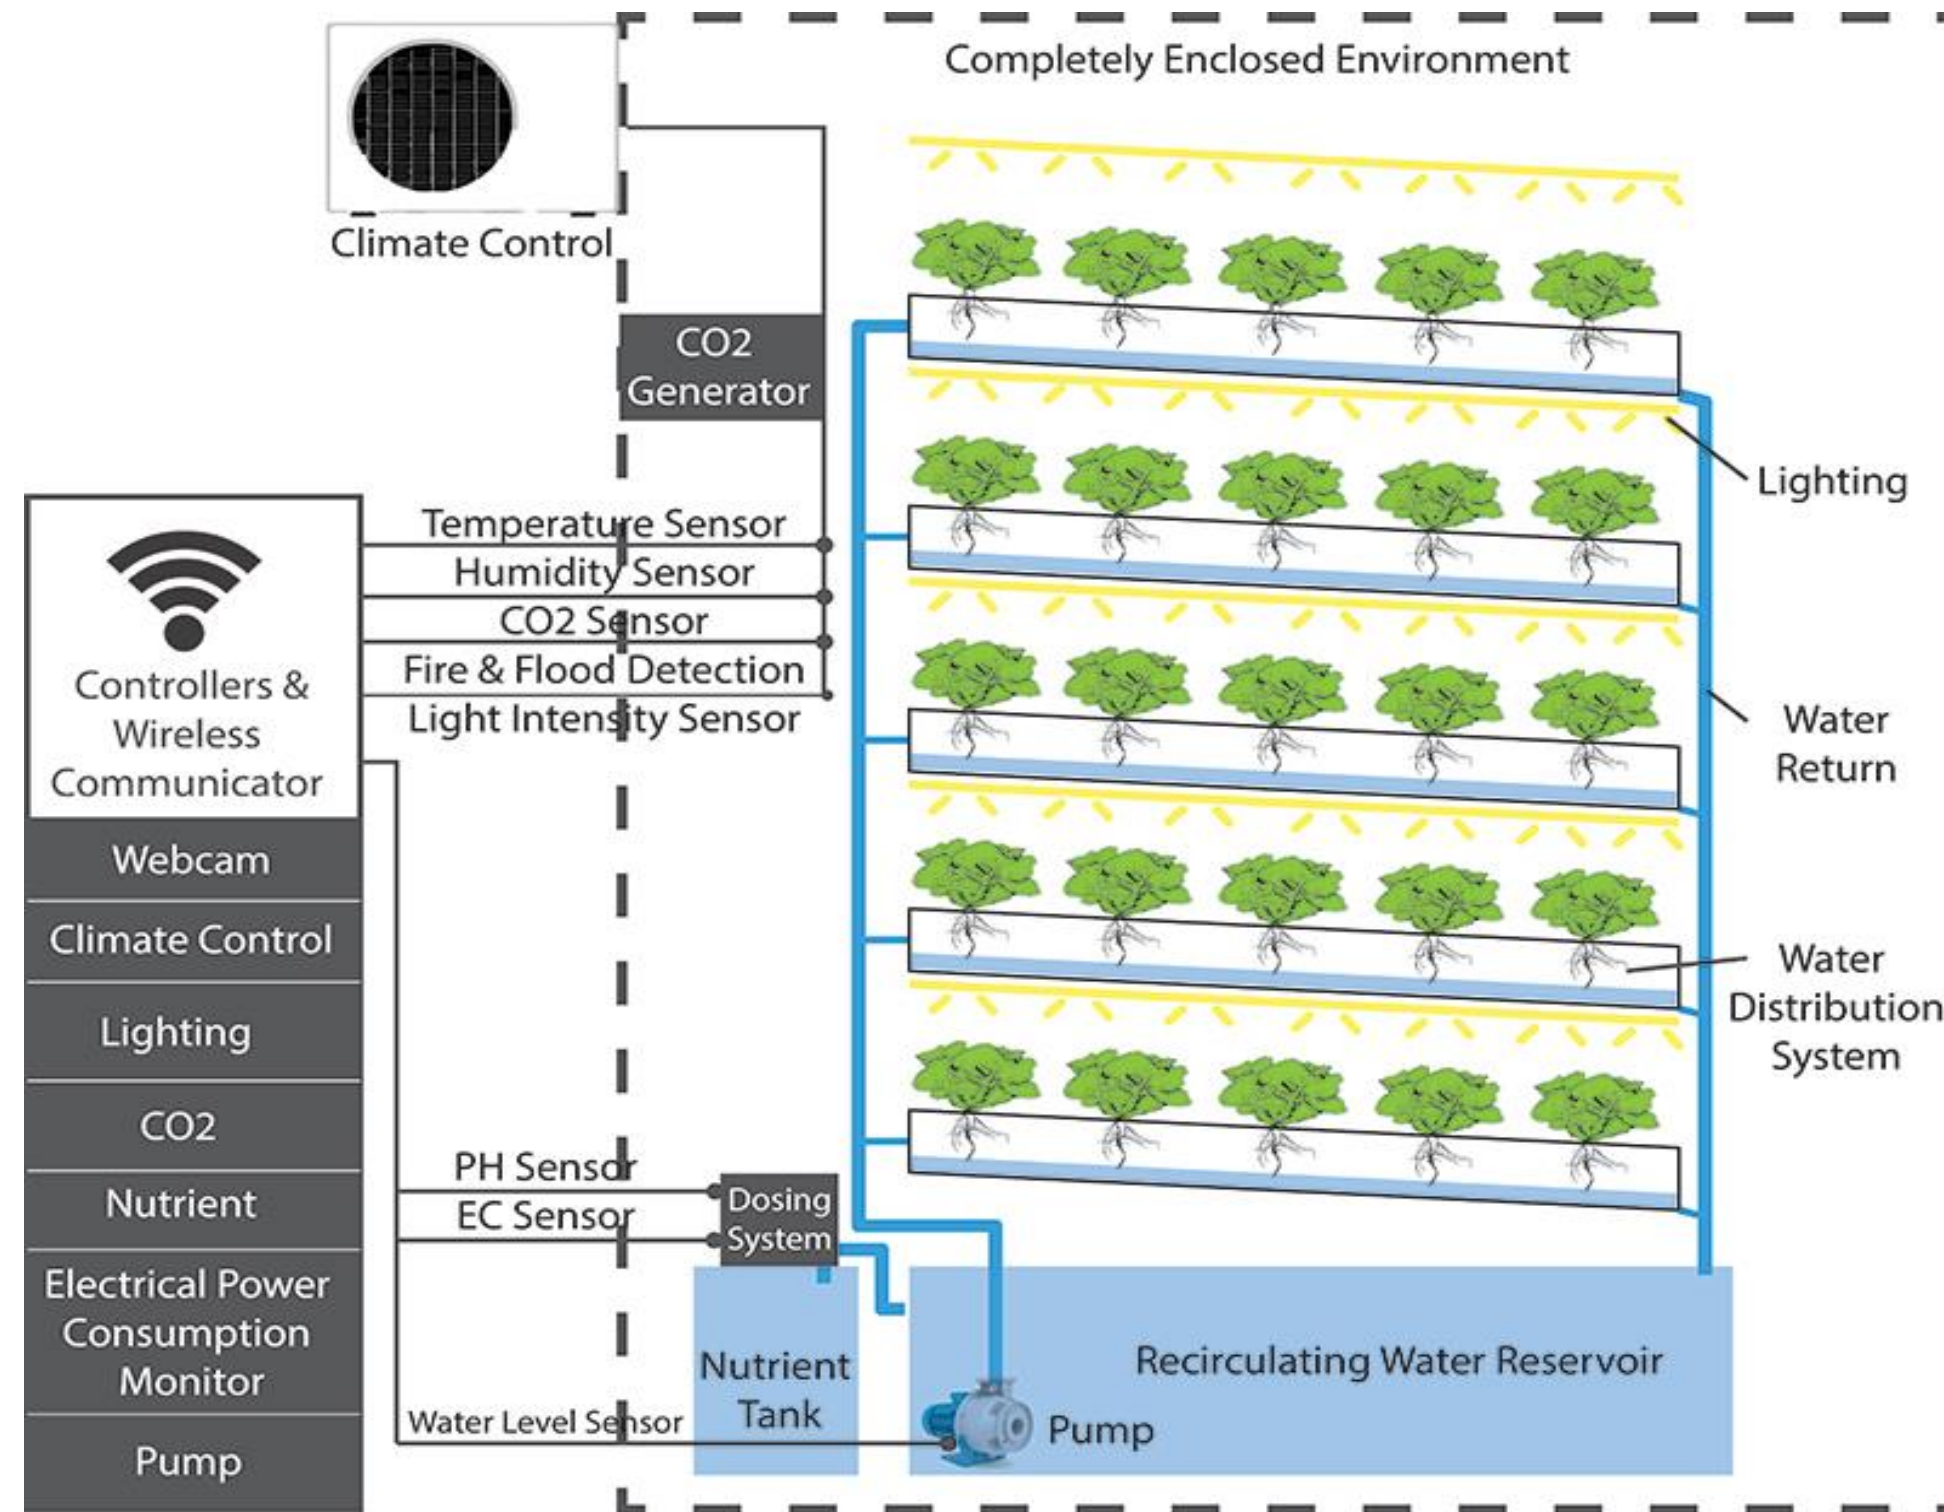 Completely Enclosed Environment
Climate Control
CO2
Generator
Lighting
Temperature Sensor
Humidity Sensor
CO2 Sensor
Fire & Flood Detection
Light Intensity Sensor
Controllers &
Wireless
Communicator
Water
Return
Webcam
Climate Control
Lighting
CO2
Nutrient
Electrical Power
Consumption
Monitor
Pump
Water
Distribution
System
PH Sensor
EC Sensor
Dosing
System
Nutrient
Tank
Water Level Sensor
Recirculating Water Reservoir
Pump